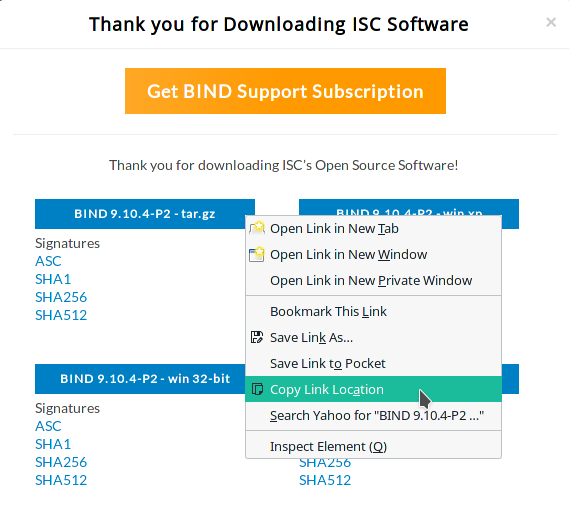 Thank you for Downloading ISC Software
×
Get BIND Support Subscription
Thank you for downloading ISC's Open Source Software!
BIND 9.10.4-P2 - tar.gz
BIND 9.10.4-P2 - win xp
Signatures
ASC
SHA1
SHA256
SHA512
Open Link in New Tab
Open Link in New Window
Open Link in New Private Window
Bookmark This Link
Save Link As...
Save Link to Pocket
Copy Link Location
Search Yahoo for "BIND 9.10.4-P2 ..."
Inspect Element (Q)
BIND 9.10.4-P2 - win 32-bit
Signatures
ASC
SHA1
SHA256
SHA512
SHA256
SHA512